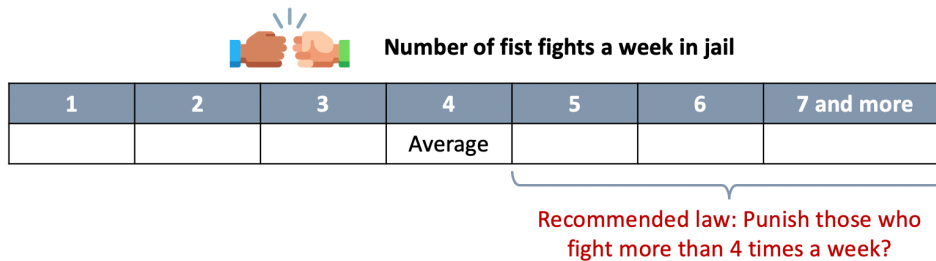 Number of fist fights a week in jail
1 2 3 4 5 6 7 and more
Average
Recommended law: Punish those who
fight more than 4 times a week?